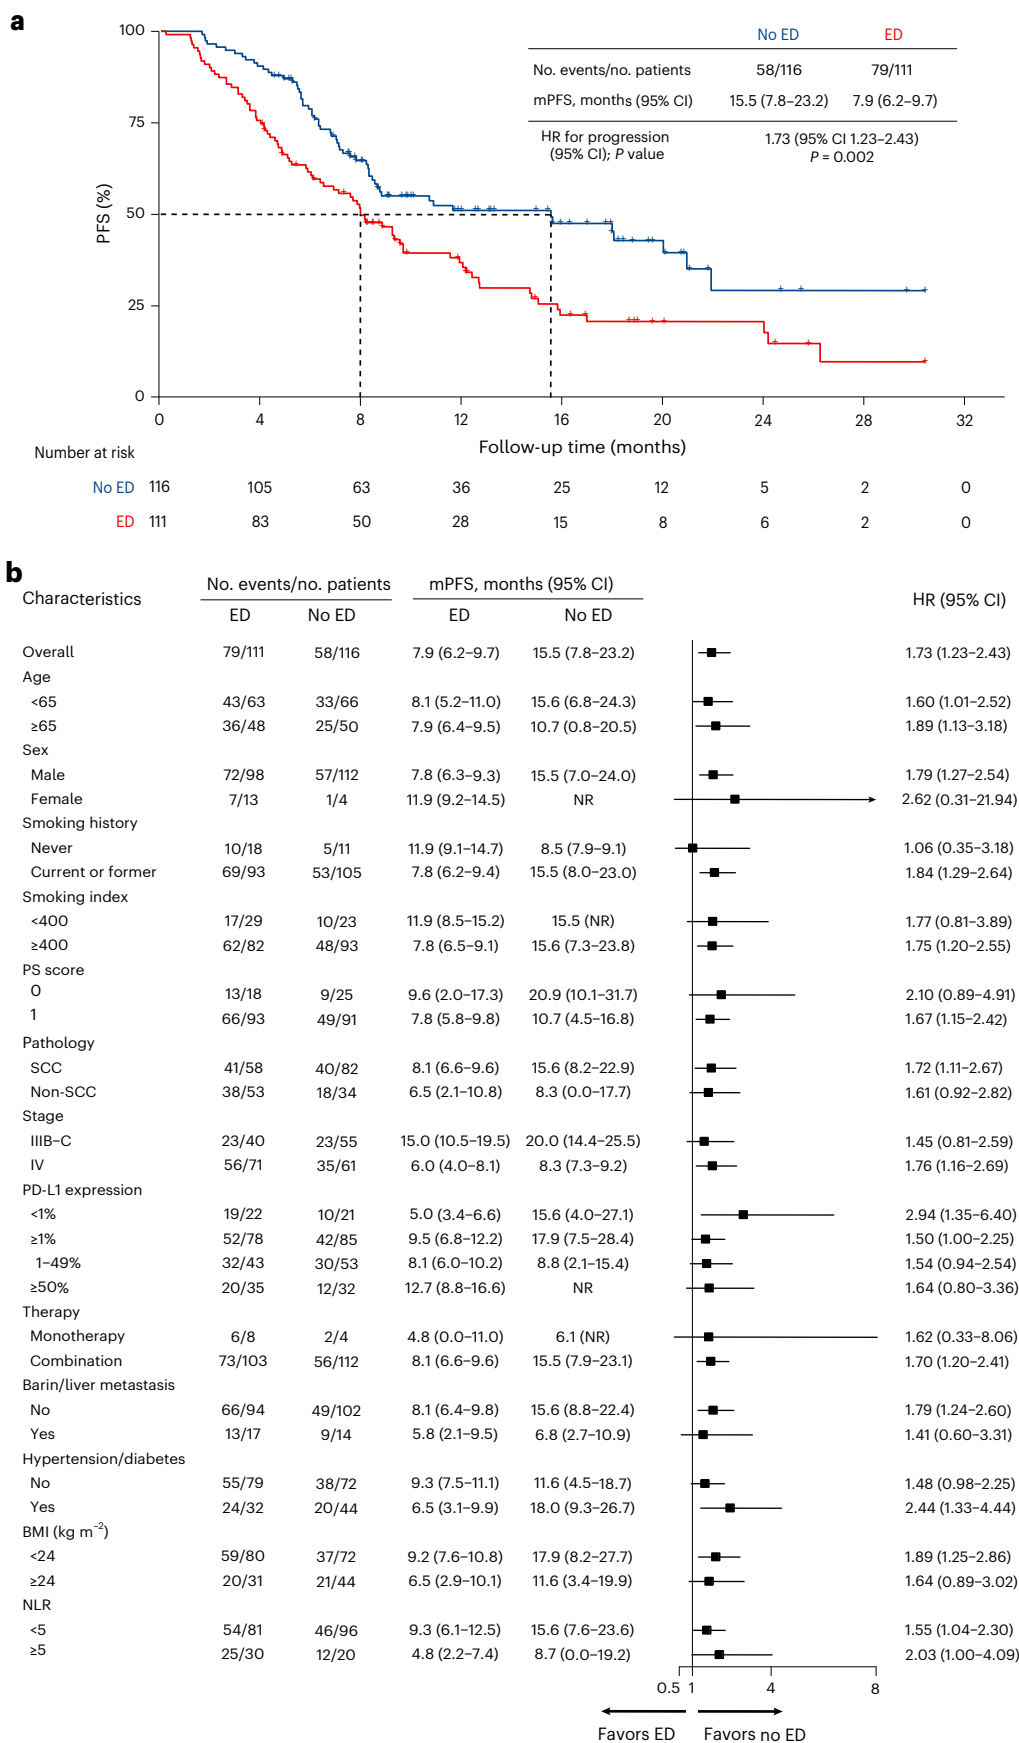 a
No ED ED
No. events/no. patients 58/116 79/111
mPFS, months (95% CI) 15.5 (7.8–23.2) 7.9 (6.2–9.7)
HR for progression (95% CI); P value 1.73 (95% CI 1.23–2.43) P = 0.002
100
75
50
25
0
PFS (%)
0 4 8 12 16 20 24 28 32
Follow-up time (months)
Number at risk
No ED 116 105 63 36 25 12 5 2 0
ED 111 83 50 28 15 8 6 2 0
b
Characteristics No. events/no. patients mPFS, months (95% CI) HR (95% CI)
ED No ED ED No ED
Overall 79/111 58/116 7.9 (6.2–9.7) 15.5 (7.8–23.2) 1.73 (1.23–2.43)
Age
<65 43/63 33/66 8.1 (5.2–11.0) 15.6 (6.8–24.3) 1.60 (1.01–2.52)
≥65 36/48 25/50 7.9 (6.4–9.5) 10.7 (0.8–20.5) 1.89 (1.13–3.18)
Sex
Male 72/98 57/112 7.8 (6.3–9.3) 15.5 (7.0–24.0) 1.79 (1.27–2.54)
Female 7/13 1/4 11.9 (9.2–14.5) NR 2.62 (0.31–21.94)
Smoking history
Never 10/18 5/11 11.9 (9.1–14.7) 8.5 (7.9–9.1) 1.06 (0.35–3.18)
Current or former 69/93 53/105 7.8 (6.2–9.4) 15.5 (8.0–23.0) 1.84 (1.29–2.64)
Smoking index
<400 17/29 10/23 11.9 (8.5–15.2) 15.5 (NR) 1.77 (0.81–3.89)
≥400 62/82 48/93 7.8 (6.5–9.1) 15.6 (7.3–23.8) 1.75 (1.20–2.55)
PS score
0 13/18 9/25 9.6 (2.0–17.3) 20.9 (10.1–31.7) 2.10 (0.89–4.91)
1 66/93 49/91 7.8 (5.8–9.8) 10.7 (4.5–16.8) 1.67 (1.15–2.42)
Pathology
SCC 41/58 40/82 8.1 (6.6–9.6) 15.6 (8.2–22.9) 1.72 (1.11–2.67)
Non-SCC 38/53 18/34 6.5 (2.1–10.8) 8.3 (0.0–17.7) 1.61 (0.92–2.82)
Stage
IIIB–C 23/40 23/55 15.0 (10.5–19.5) 20.0 (14.4–25.5) 1.45 (0.81–2.59)
IV 56/71 35/61 6.0 (4.0–8.1) 8.3 (7.3–9.2) 1.76 (1.16–2.69)
PD-L1 expression
<1% 19/22 10/21 5.0 (3.4–6.6) 15.6 (4.0–27.1) 2.94 (1.35–6.40)
≥1% 52/78 42/85 9.5 (6.8–12.2) 17.9 (7.5–28.4) 1.50 (1.00–2.25)
1–49% 32/43 30/53 8.1 (6.0–10.2) 8.8 (2.1–15.4) 1.54 (0.94–2.54)
≥50% 20/35 12/32 12.7 (8.8–16.6) NR 1.64 (0.80–3.36)
Therapy
Monotherapy 6/8 2/4 4.8 (0.0–11.0) 6.1 (NR) 1.62 (0.33–8.06)
Combination 73/103 56/112 8.1 (6.6–9.6) 15.5 (7.9–23.1) 1.70 (1.20–2.41)
Barin/liver metastasis
No 66/94 49/102 8.1 (6.4–9.8) 15.6 (8.8–22.4) 1.79 (1.24–2.60)
Yes 13/17 9/14 5.8 (2.1–9.5) 6.8 (2.7–10.9) 1.41 (0.60–3.31)
Hypertension/diabetes
No 55/79 38/72 9.3 (7.5–11.1) 11.6 (4.5–18.7) 1.48 (0.98–2.25)
Yes 24/32 20/44 6.5 (3.1–9.9) 18.0 (9.3–26.7) 2.44 (1.33–4.44)
BMI (kg m⁻²)
<24 59/80 37/72 9.2 (7.6–10.8) 17.9 (8.2–27.7) 1.89 (1.25–2.86)
≥24 20/31 21/44 6.5 (2.9–10.1) 11.6 (3.4–19.9) 1.64 (0.89–3.02)
NLR
<5 54/81 46/96 9.3 (6.1–12.5) 15.6 (7.6–23.6) 1.55 (1.04–2.30)
≥5 25/30 12/20 4.8 (2.2–7.4) 8.7 (0.0–19.2) 2.03 (1.00–4.09)
0.5 1 4 8
Favors ED Favors no ED